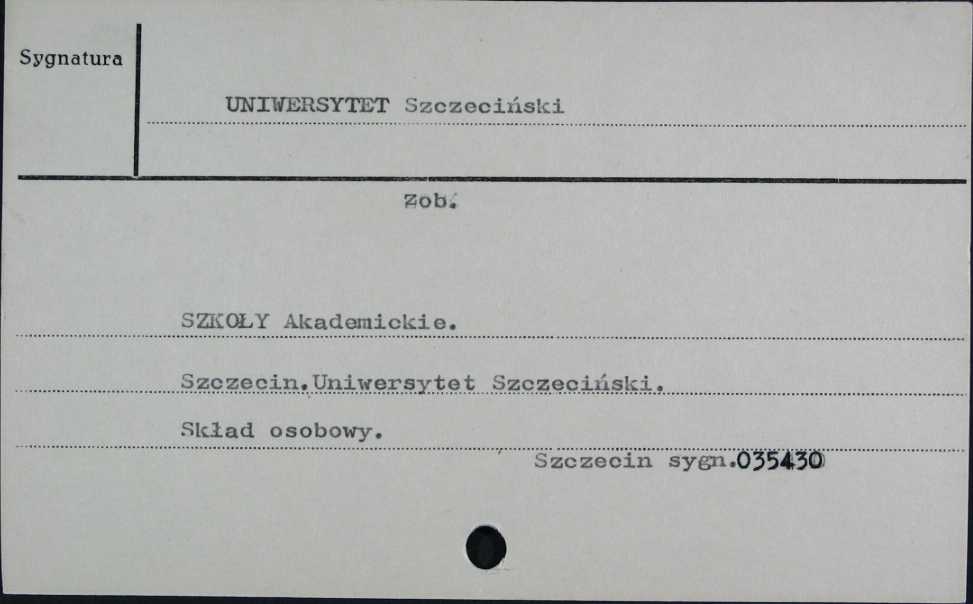 Sygnatura
UNIWERSYTET Szczeciński
Zob.
SZKOŁY Akademickie.
Szczecin.Uniwersytet Szczeciński.
Skład osobowy.
Szczecin sygn.035430